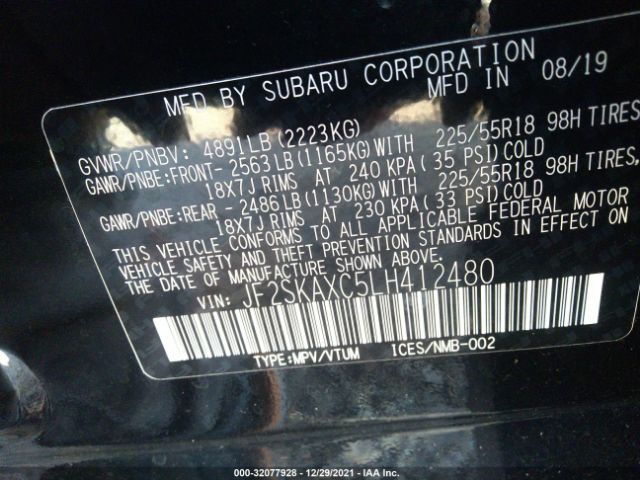 MFD BY SUBARU CORPORATION
MFD IN 08/19
GVWR/PNBV: 4891LB (2223KG)
GAWR/PNBE:FRONT- 2563LB(1165KG)WITH 225/55R18 98H TIRES,
18X7J RIMS AT 240 KPA( 35 PSI)COLD
GAWR/PNBE:REAR - 2486LB(1130KG)WITH 225/55R18 98H TIRES,
18X7J RIMS AT 230 KPA( 33 PSI)COLD
THIS VEHICLE CONFORMS TO ALL APPLICABLE FEDERAL MOTOR
VEHICLE SAFETY AND THEFT PREVENTION STANDARDS IN EFFECT ON
THE DATE OF MANUFACTURE SHOWN ABOVE.
VIN: JF2SKAXC5LH412480
TYPE:MPV/VTUM ICES/NMB-002
000-32077928 - 12/29/2021 - IAA Inc.